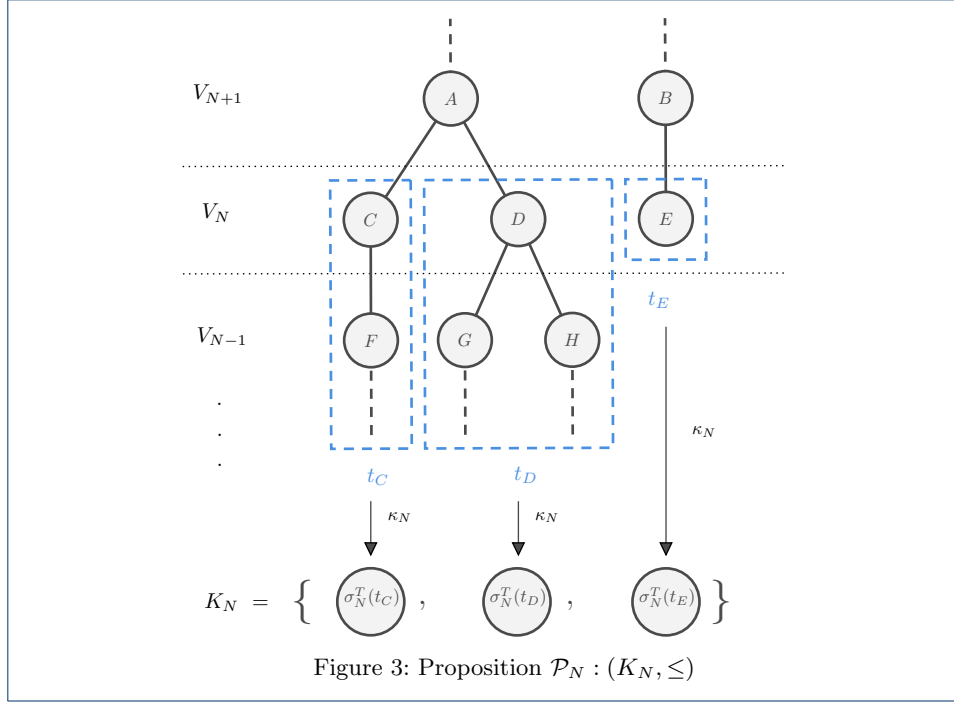 V_{N+1} A B
V_N C D E
t_E
V_{N-1} F G H
.
.
.
κ_N
t_C t_D
κ_N κ_N
K_N = { σ_N^T(t_C) , σ_N^T(t_D) , σ_N^T(t_E) }
Figure 3: Proposition 𝒫_N : (K_N, ≤)